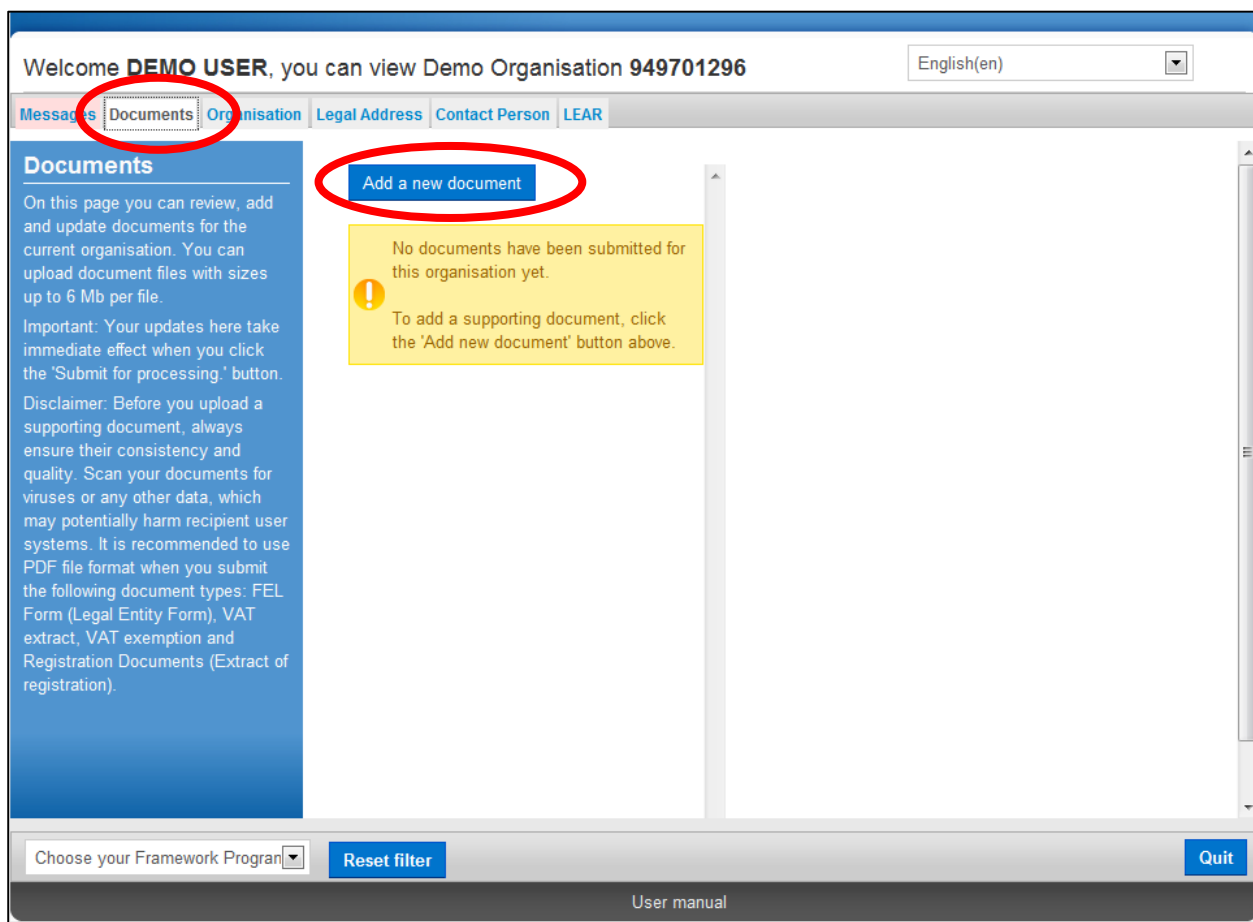 Welcome DEMO USER, you can view Demo Organisation 949701296
English(en)
Messages Documents Organisation Legal Address Contact Person LEAR
Documents
On this page you can review, add
and update documents for the
current organisation. You can
upload document files with sizes
up to 6 Mb per file.
Important: Your updates here take
immediate effect when you click
the 'Submit for processing.' button.
Disclaimer: Before you upload a
supporting document, always
ensure their consistency and
quality. Scan your documents for
viruses or any other data, which
may potentially harm recipient user
systems. It is recommended to use
PDF file format when you submit
the following document types: FEL
Form (Legal Entity Form), VAT
extract, VAT exemption and
Registration Documents (Extract of
registration).
Add a new document
No documents have been submitted for
this organisation yet.
To add a supporting document, click
the 'Add new document' button above.
Choose your Framework Progran
Reset filter
Quit
User manual